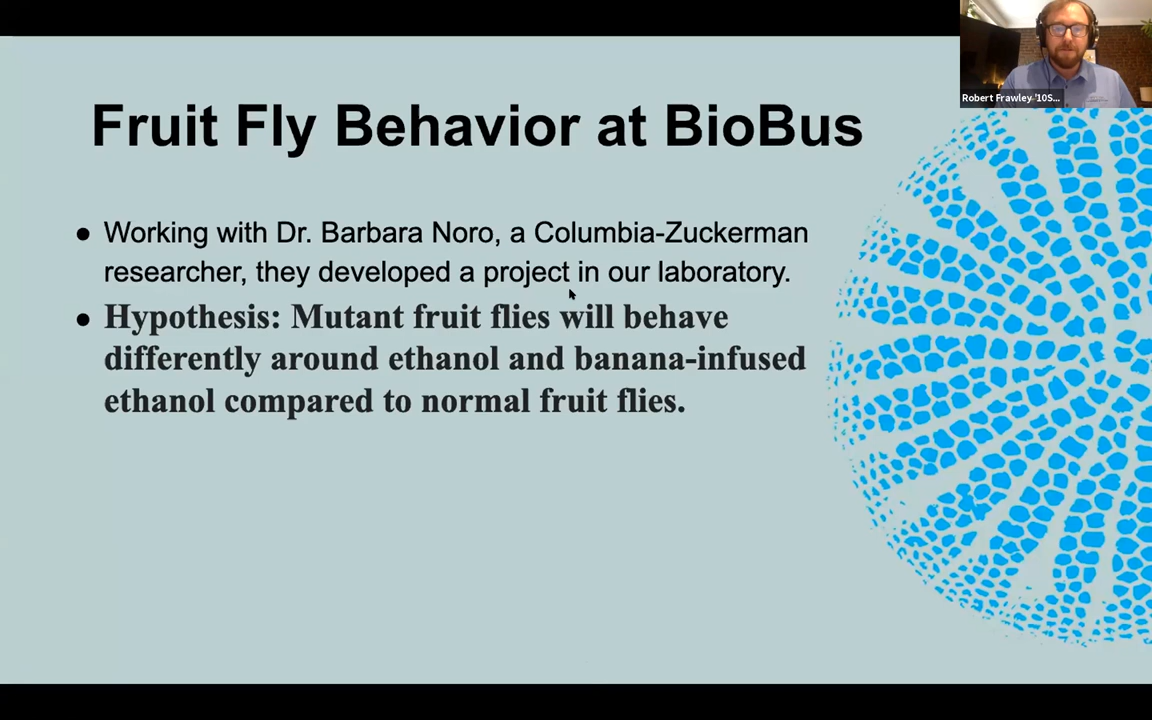 Robert Frawley '10S...
Fruit Fly Behavior at BioBus
● Working with Dr. Barbara Noro, a Columbia-Zuckerman
researcher, they developed a project in our laboratory.
● Hypothesis: Mutant fruit flies will behave
differently around ethanol and banana-infused
ethanol compared to normal fruit flies.